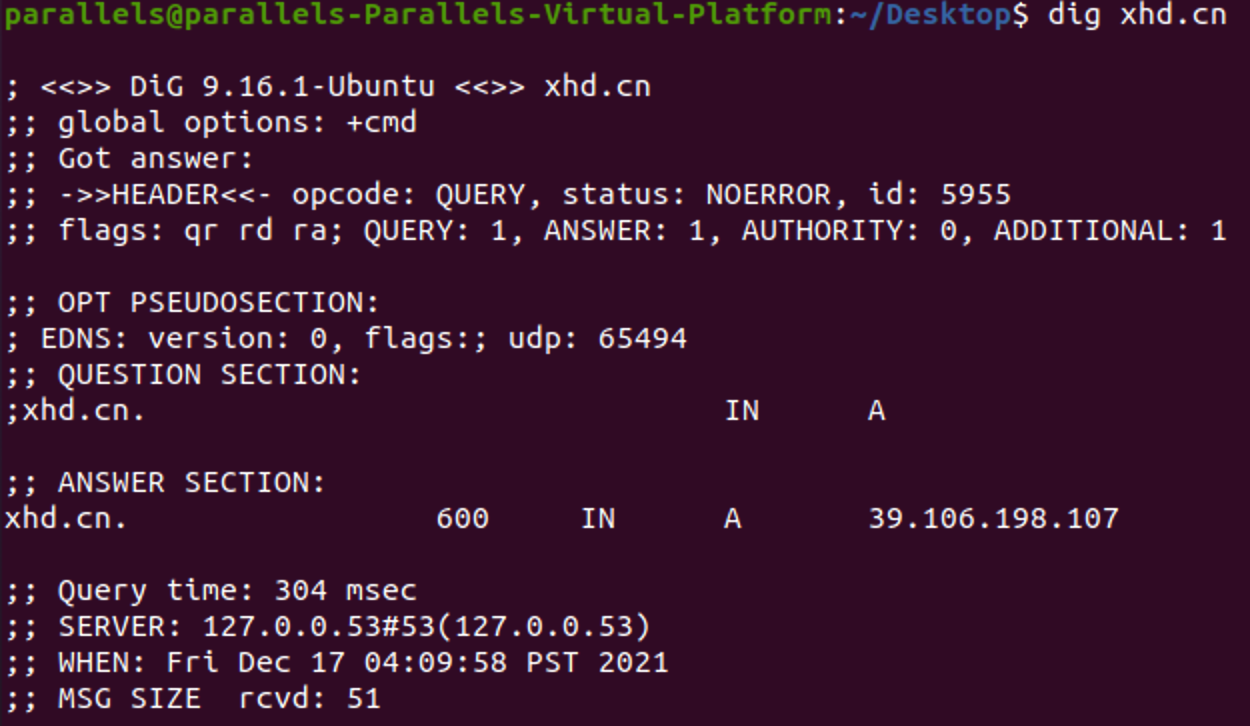 parallels@parallels-Parallels-Virtual-Platform:~/Desktop$ dig xhd.cn
; <<>> DiG 9.16.1-Ubuntu <<>> xhd.cn
;; global options: +cmd
;; Got answer:
;; ->>HEADER<<- opcode: QUERY, status: NOERROR, id: 5955
;; flags: qr rd ra; QUERY: 1, ANSWER: 1, AUTHORITY: 0, ADDITIONAL: 1
;; OPT PSEUDOSECTION:
; EDNS: version: 0, flags:; udp: 65494
;; QUESTION SECTION:
;xhd.cn. IN A
;; ANSWER SECTION:
xhd.cn. 600 IN A 39.106.198.107
;; Query time: 304 msec
;; SERVER: 127.0.0.53#53(127.0.0.53)
;; WHEN: Fri Dec 17 04:09:58 PST 2021
;; MSG SIZE  rcvd: 51